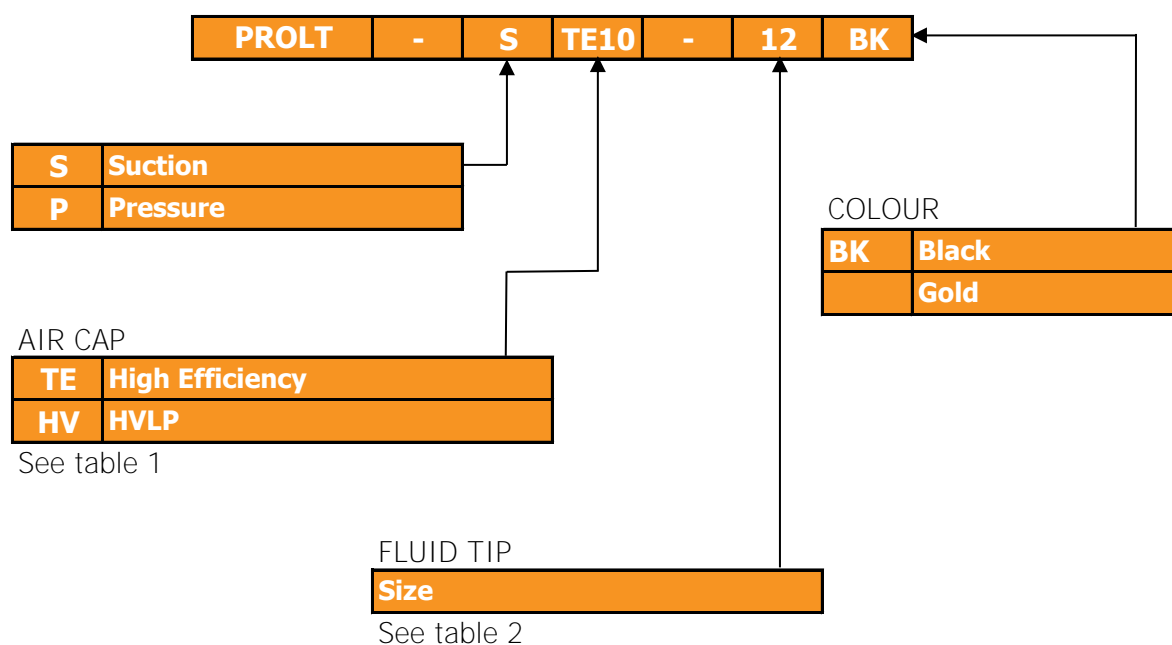 PROLT - S TE10 - 12 BK
S Suction
P Pressure
COLOUR
BK Black
Gold
AIR CAP
TE High Efficiency
HV HVLP
See table 1
FLUID TIP
Size
See table 2